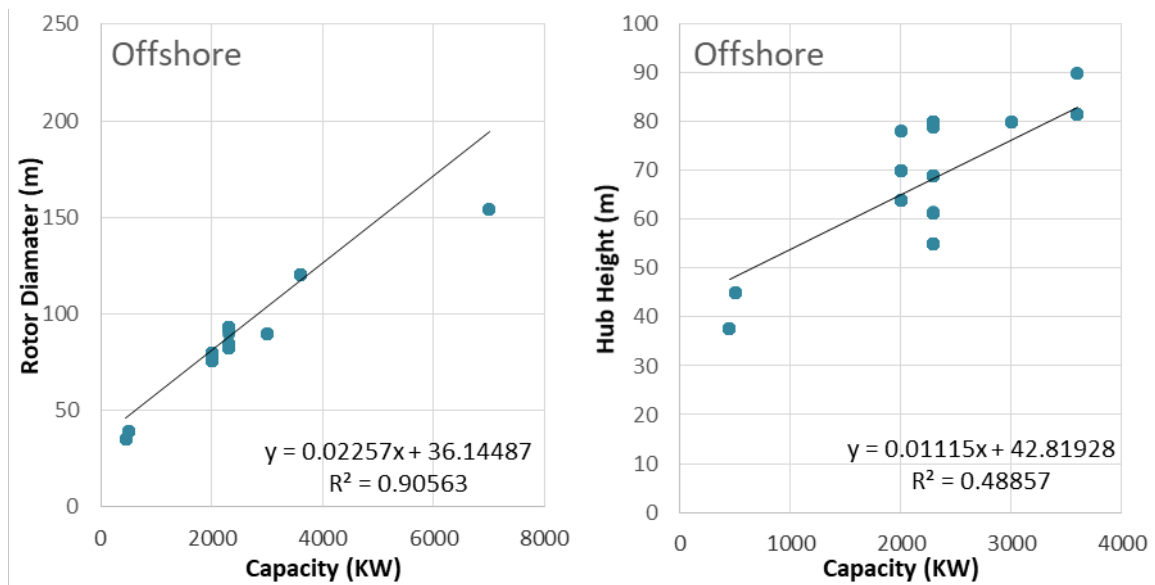 Offshore
250
200
150
100
50
0
Rotor Diamater (m)
y = 0.02257x + 36.14487
R² = 0.90563
0 2000 4000 6000 8000
Capacity (KW)
Offshore
100
90
80
70
60
50
40
30
20
10
0
Hub Height (m)
y = 0.01115x + 42.81928
R² = 0.48857
0 1000 2000 3000 4000
Capacity (KW)